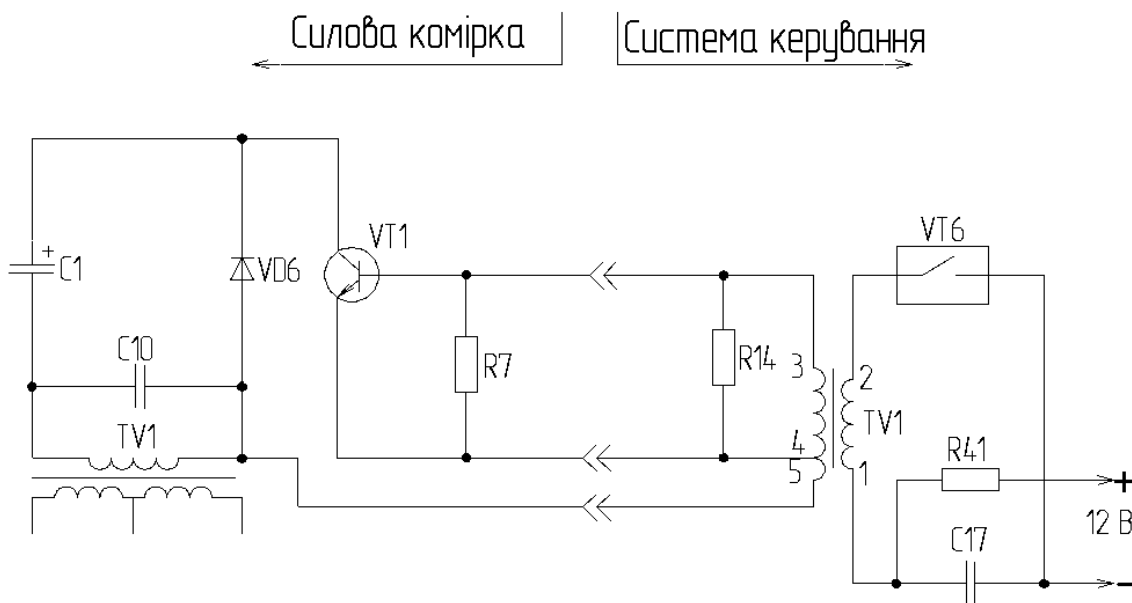 Силова комірка
Система керування
VT1
VT6
C1
VD6
C10
R7
R14
3
2
TV1
4
TV1
5
1
R41
+
12 В
C17
−
+